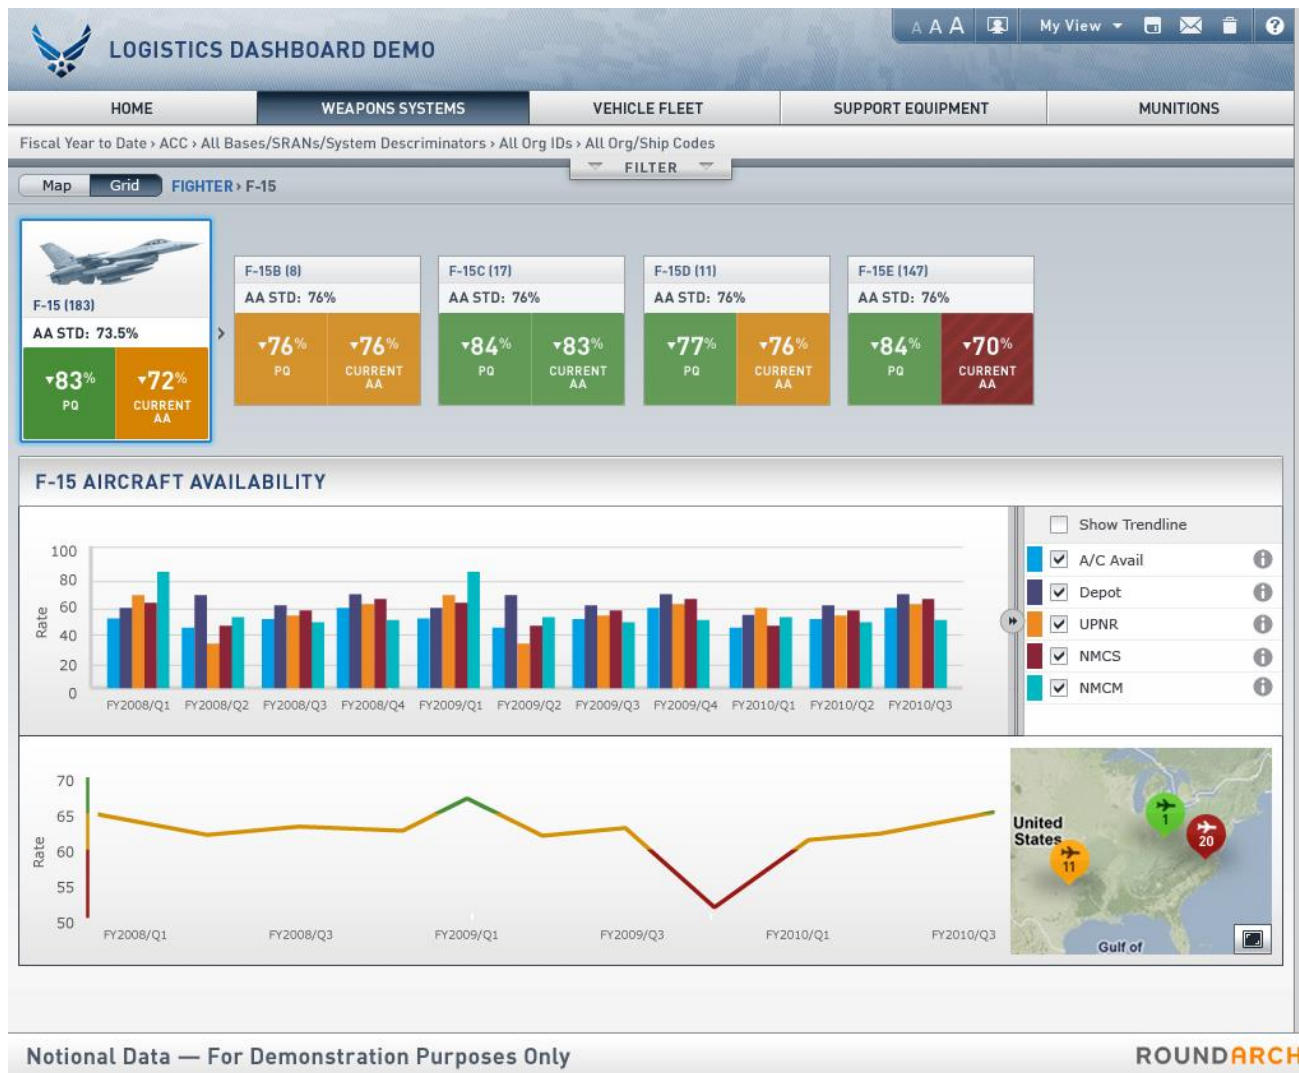 A A A My View
LOGISTICS DASHBOARD DEMO
HOME WEAPONS SYSTEMS VEHICLE FLEET SUPPORT EQUIPMENT MUNITIONS
Fiscal Year to Date › ACC › All Bases/SRANs/System Descriminators › All Org IDs › All Org/Ship Codes
FILTER
Map Grid FIGHTER › F-15
F-15 (183)
AA STD: 73.5%
▾83% ▾72%
PQ CURRENT
AA
F-15B (8)
AA STD: 76%
▾76% ▾76%
PQ CURRENT
AA
F-15C (17)
AA STD: 76%
▾84% ▾83%
PQ CURRENT
AA
F-15D (11)
AA STD: 76%
▾77% ▾76%
PQ CURRENT
AA
F-15E (147)
AA STD: 76%
▾84% ▾70%
PQ CURRENT
AA
F-15 AIRCRAFT AVAILABILITY
Rate
100
80
60
40
20
0
FY2008/Q1 FY2008/Q2 FY2008/Q3 FY2008/Q4 FY2009/Q1 FY2009/Q2 FY2009/Q3 FY2009/Q4 FY2010/Q1 FY2010/Q2 FY2010/Q3
Show Trendline
A/C Avail
Depot
UPNR
NMCS
NMCM
Rate
70
65
60
55
50
FY2008/Q1 FY2008/Q3 FY2009/Q1 FY2009/Q3 FY2010/Q1 FY2010/Q3
United
States
1
20
11
Gulf of
Notional Data — For Demonstration Purposes Only
ROUNDARCH